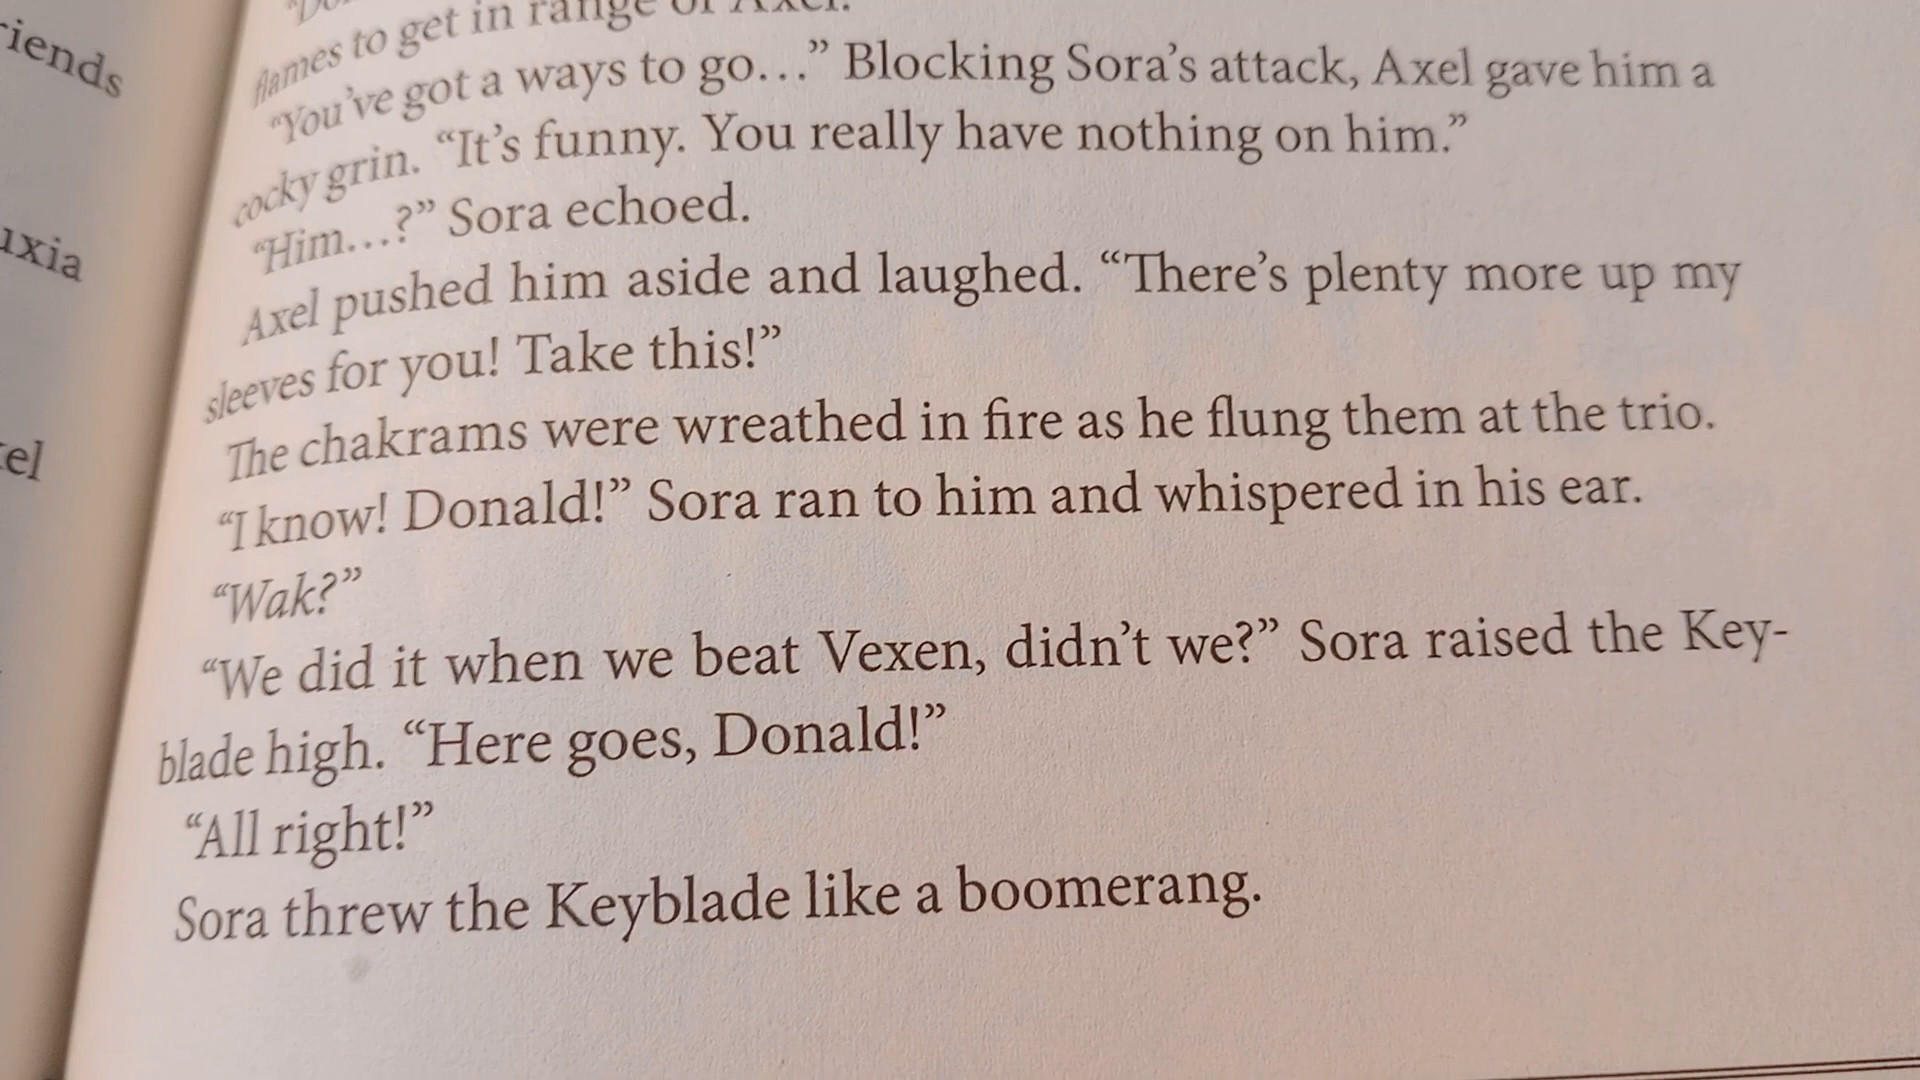 flames to get in range of Axel.
“You’ve got a ways to go…” Blocking Sora’s attack, Axel gave him a
cocky grin. “It’s funny. You really have nothing on him.”
“Him…?” Sora echoed.
Axel pushed him aside and laughed. “There’s plenty more up my
sleeves for you! Take this!”
The chakrams were wreathed in fire as he flung them at the trio.
“I know! Donald!” Sora ran to him and whispered in his ear.
“Wak?”
“We did it when we beat Vexen, didn’t we?” Sora raised the Key-
blade high. “Here goes, Donald!”
“All right!”
Sora threw the Keyblade like a boomerang.